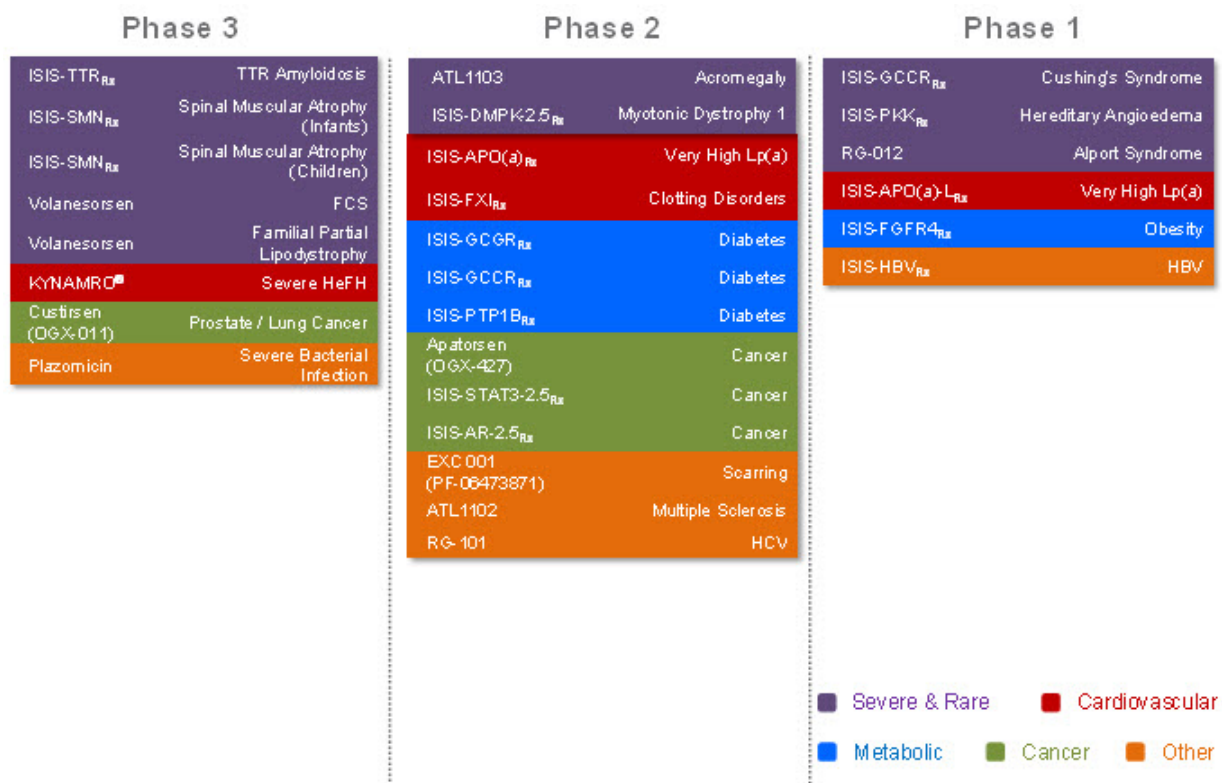 Phase 3
ISIS-TTRRx TTR Amyloidosis
ISIS-SMNRx Spinal Muscular Atrophy
(Infants)
ISIS-SMNRx Spinal Muscular Atrophy
(Children)
Volanesorsen FCS
Volanesorsen Familial Partial
Lipodystrophy
KYNAMRO® Severe HeFH
Custirsen
(OGX-011) Prostate / Lung Cancer
Plazomicin Severe Bacterial
Infection
Phase 2
ATL1103 Acromegaly
ISIS-DMPK-2.5Rx Myotonic Dystrophy 1
ISIS-APO(a)Rx Very High Lp(a)
ISIS-FXIRx Clotting Disorders
ISIS-GCGRRx Diabetes
ISIS-GCCRRx Diabetes
ISIS-PTP1BRx Diabetes
Apatorsen
(OGX-427) Cancer
ISIS-STAT3-2.5Rx Cancer
ISIS-AR-2.5Rx Cancer
EXC 001
(PF-06473871) Scarring
ATL1102 Multiple Sclerosis
RG-101 HCV
Phase 1
ISIS-GCCRRx Cushing's Syndrome
ISIS-PKKRx Hereditary Angioedema
RG-012 Alport Syndrome
ISIS-APO(a)-LRx Very High Lp(a)
ISIS-FGFR4Rx Obesity
ISIS-HBVRx HBV
Severe & Rare Cardiovascular
Metabolic Cancer Other